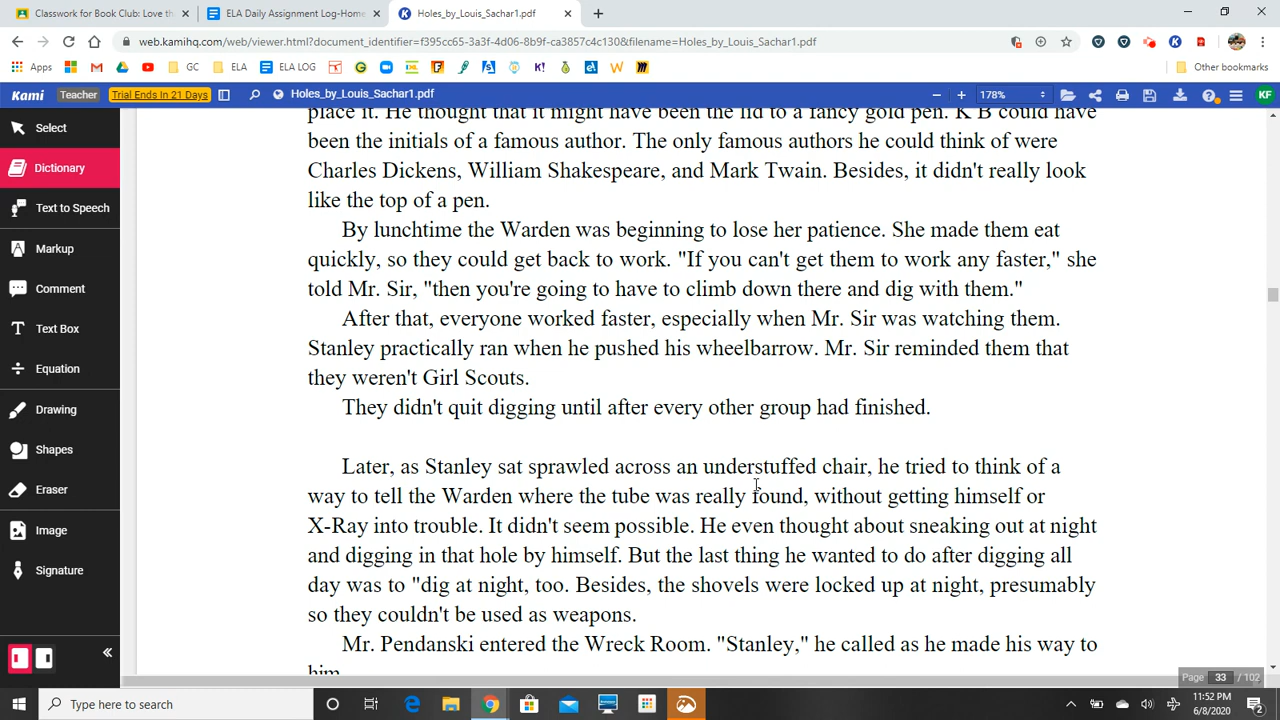 Classwork for Book Club: Love th
ELA Daily Assignment Log-Home
Holes_by_Louis_Sachar1.pdf
web.kamihq.com/web/viewer.html?document_identifier=f395cc65-3a3f-4d06-8b9f-ca3857c4c130&filename=Holes_by_Louis_Sachar1.pdf
Apps
GC
ELA
ELA LOG
Other bookmarks
Kami
Teacher
Trial Ends In 21 Days
Holes_by_Louis_Sachar1.pdf
178%
KF
Select
Dictionary
Text to Speech
Markup
Comment
Text Box
Equation
Drawing
Shapes
Eraser
Image
Signature
place it. He thought that it might have been the lid to a fancy gold pen. K B could have
been the initials of a famous author. The only famous authors he could think of were
Charles Dickens, William Shakespeare, and Mark Twain. Besides, it didn't really look
like the top of a pen.
By lunchtime the Warden was beginning to lose her patience. She made them eat
quickly, so they could get back to work. "If you can't get them to work any faster," she
told Mr. Sir, "then you're going to have to climb down there and dig with them."
After that, everyone worked faster, especially when Mr. Sir was watching them.
Stanley practically ran when he pushed his wheelbarrow. Mr. Sir reminded them that
they weren't Girl Scouts.
They didn't quit digging until after every other group had finished.
Later, as Stanley sat sprawled across an understuffed chair, he tried to think of a
way to tell the Warden where the tube was really found, without getting himself or
X-Ray into trouble. It didn't seem possible. He even thought about sneaking out at night
and digging in that hole by himself. But the last thing he wanted to do after digging all
day was to "dig at night, too. Besides, the shovels were locked up at night, presumably
so they couldn't be used as weapons.
Mr. Pendanski entered the Wreck Room. "Stanley," he called as he made his way to
him.
Page 33 / 102
Type here to search
11:52 PM
6/8/2020
2